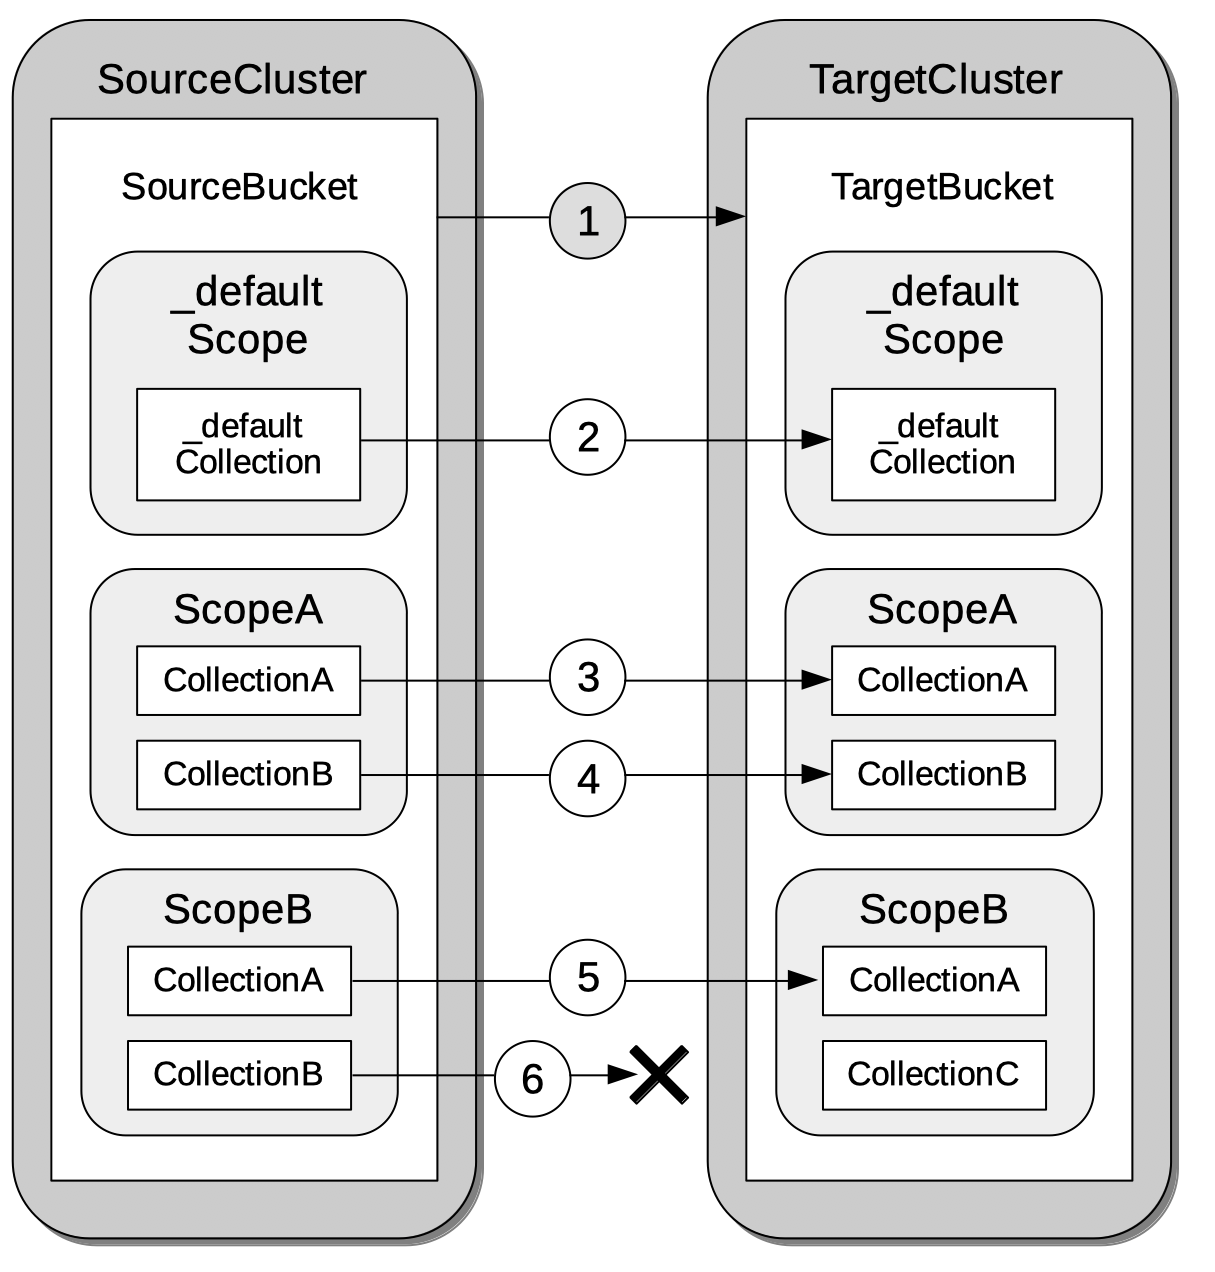 SourceCluster
SourceBucket
_default
Scope
_default
Collection
ScopeA
CollectionA
CollectionB
ScopeB
CollectionA
CollectionB
1
2
3
4
5
6
TargetCluster
TargetBucket
_default
Scope
_default
Collection
ScopeA
CollectionA
CollectionB
ScopeB
CollectionA
CollectionC